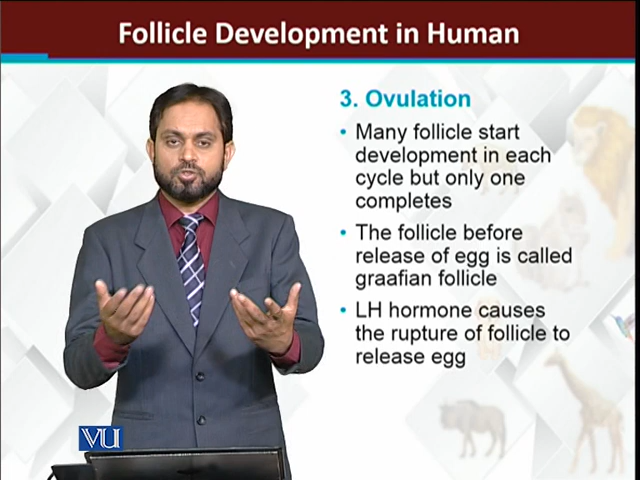 Follicle Development in Human
3. Ovulation
• Many follicle start
development in each
cycle but only one
completes
• The follicle before
release of egg is called
graafian follicle
• LH hormone causes
the rupture of follicle to
release egg
VU